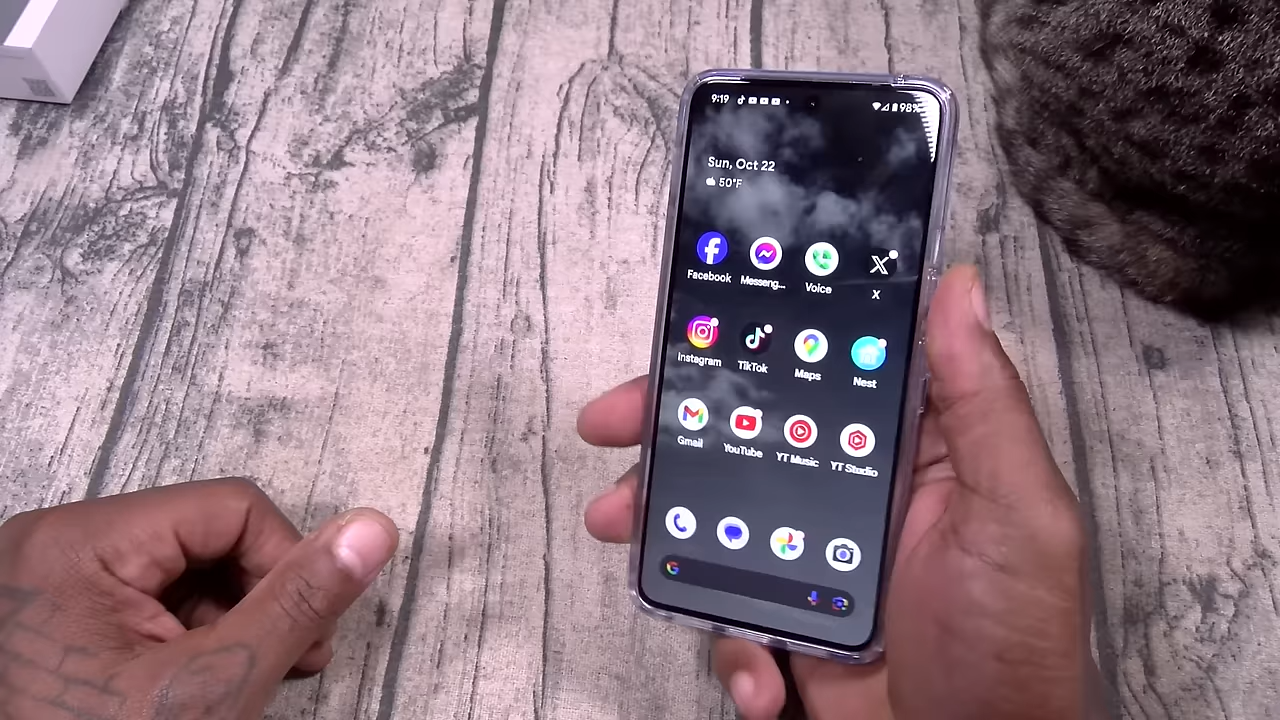 9:19 98%
Sun, Oct 22
50°F
Facebook Messeng... Voice X
Instagram TikTok Maps Nest
Gmail YouTube YT Music YT Studio